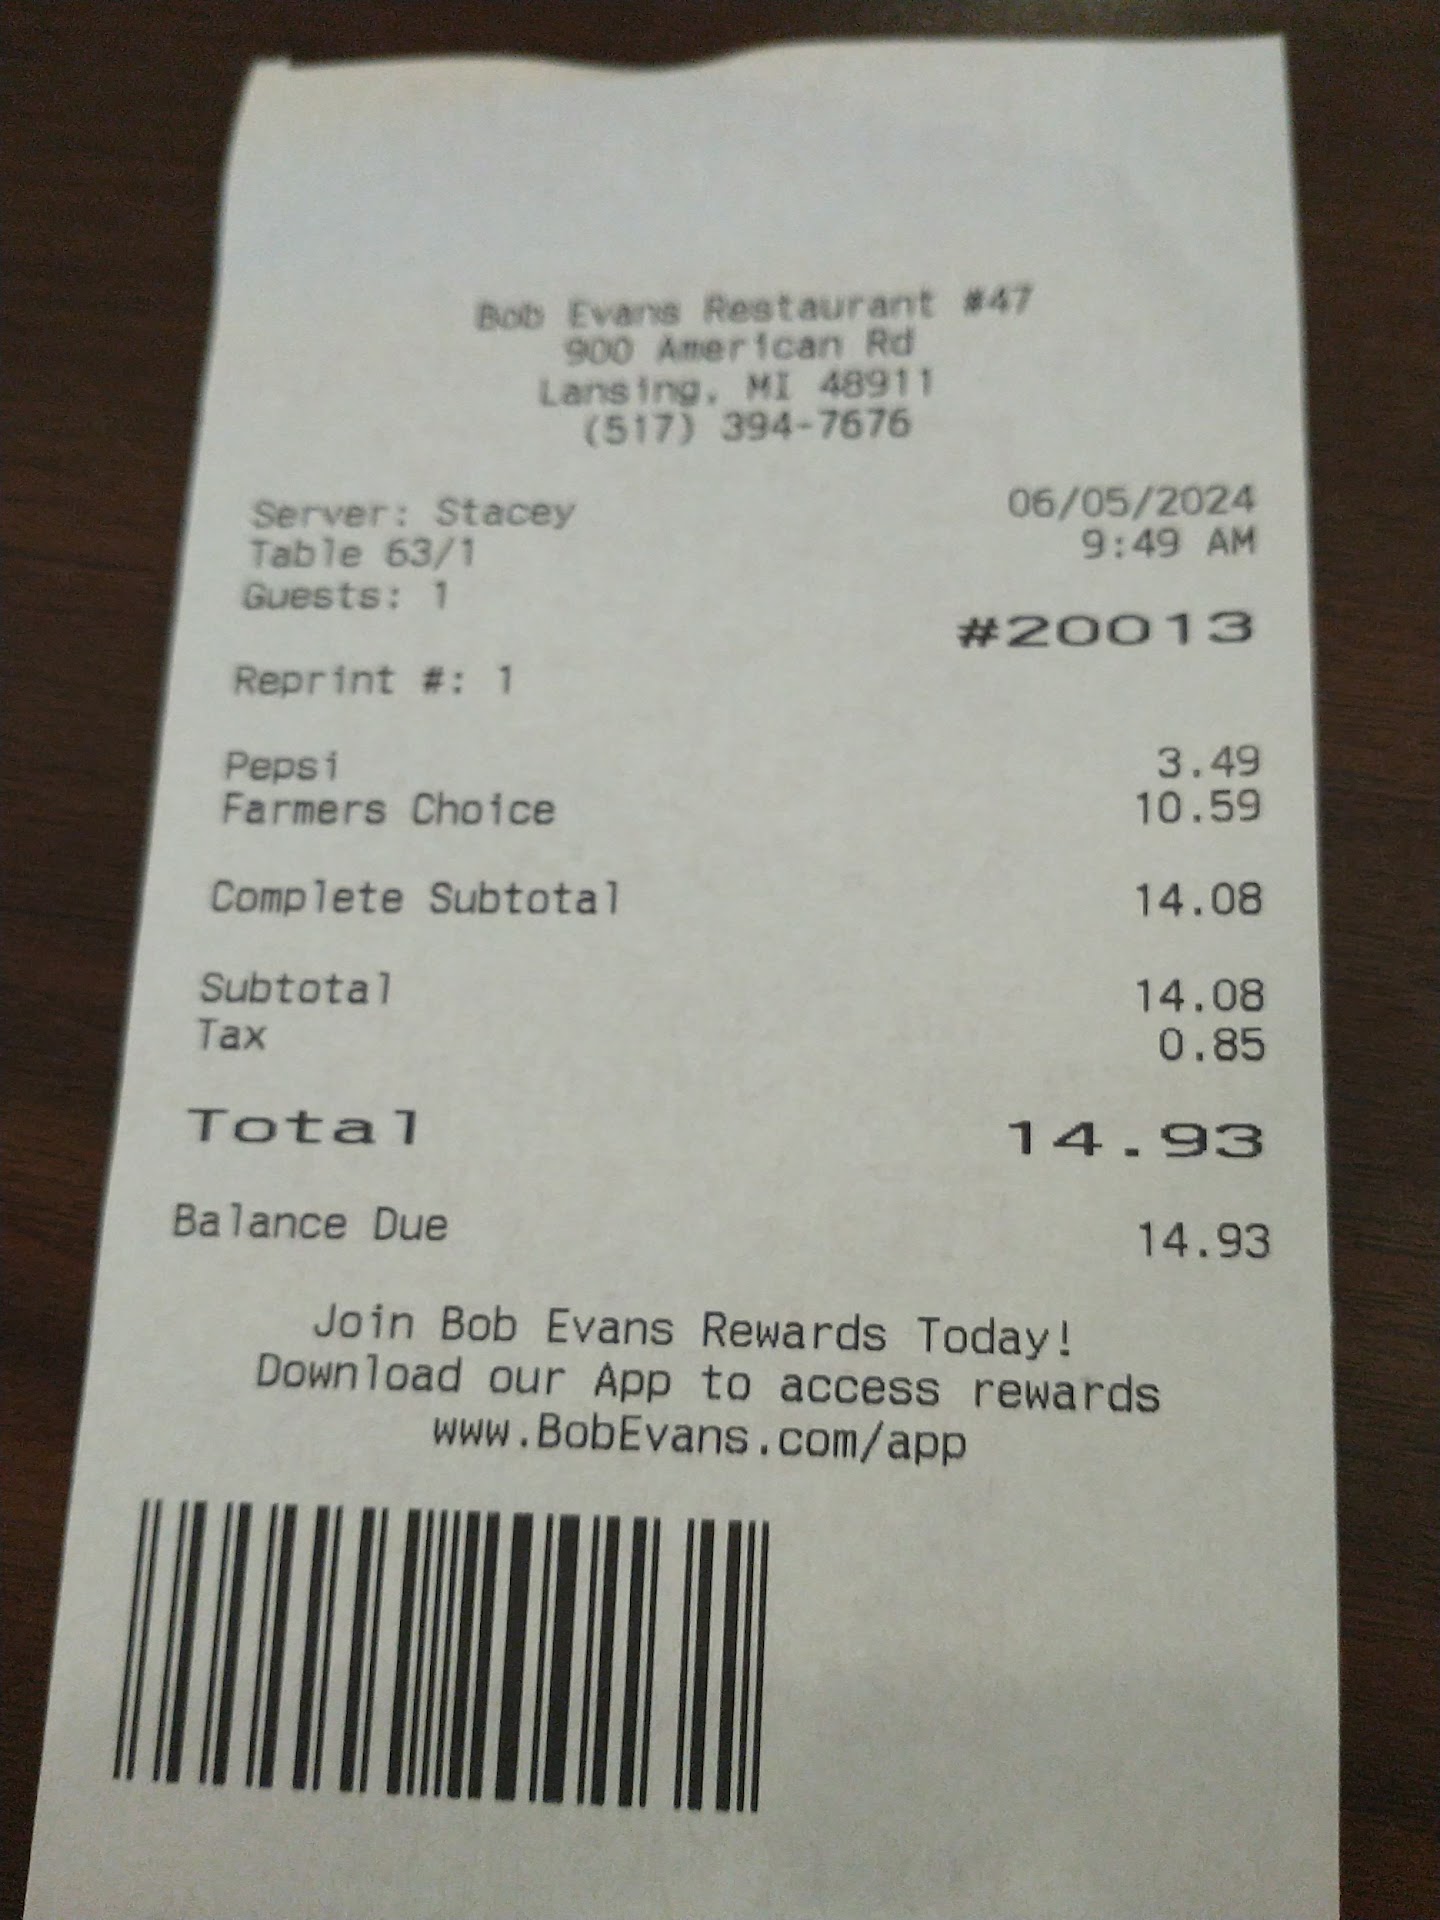 Bob Evans Restaurant #47
900 American Rd
Lansing, MI 48911
(517) 394-7676
Server: Stacey 06/05/2024
Table 63/1 9:49 AM
Guests: 1
#20013
Reprint #: 1
Pepsi 3.49
Farmers Choice 10.59
Complete Subtotal 14.08
Subtotal 14.08
Tax 0.85
Total 14.93
Balance Due 14.93
Join Bob Evans Rewards Today!
Download our App to access rewards
www.BobEvans.com/app